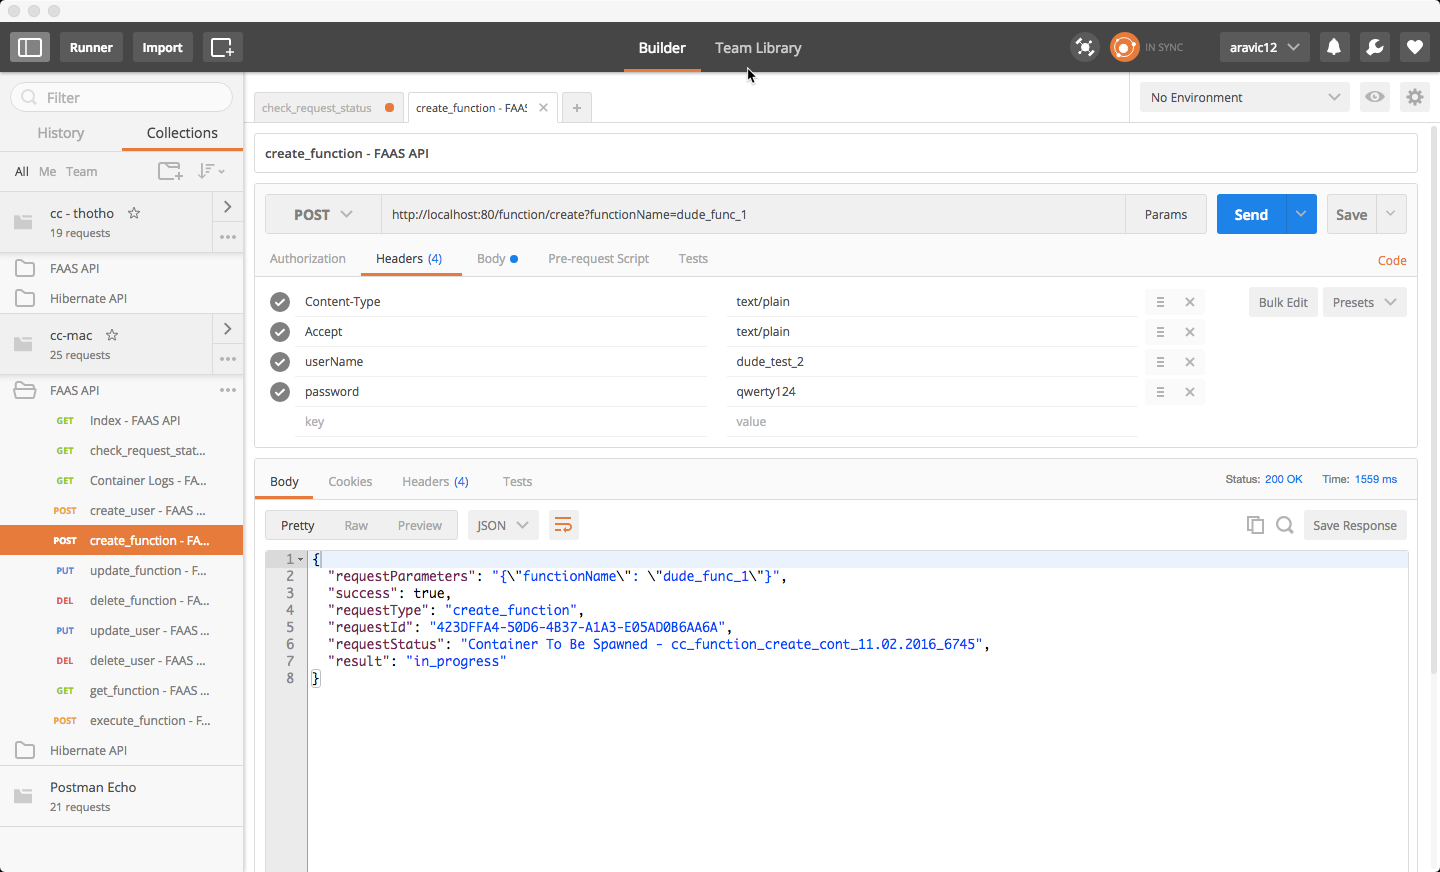 Runner
Import
Builder
Team Library
IN SYNC
aravic12
Filter
History
Collections
All Me Team
cc - thotho
19 requests
FAAS API
Hibernate API
cc-mac
25 requests
FAAS API
GET Index - FAAS API
GET check_request_stat...
GET Container Logs - FA...
POST create_user - FAAS ...
POST create_function - FA...
PUT update_function - F...
DEL delete_function - FA...
PUT update_user - FAAS ...
DEL delete_user - FAAS ...
GET get_function - FAAS ...
POST execute_function - F...
Hibernate API
Postman Echo
21 requests
check_request_status
create_function - FAAS
No Environment
create_function - FAAS API
POST
http://localhost:80/function/create?functionName=dude_func_1
Params
Send
Save
Authorization
Headers (4)
Body
Pre-request Script
Tests
Code
Content-Type text/plain
Accept text/plain
userName dude_test_2
password qwerty124
key value
Bulk Edit
Presets
Body
Cookies
Headers (4)
Tests
Status: 200 OK
Time: 1559 ms
Pretty
Raw
Preview
JSON
Save Response
1 {
2 "requestParameters": "{\"functionName\": \"dude_func_1\"}",
3 "success": true,
4 "requestType": "create_function",
5 "requestId": "423DFFA4-50D6-4B37-A1A3-E05AD0B6AA6A",
6 "requestStatus": "Container To Be Spawned - cc_function_create_cont_11.02.2016_6745",
7 "result": "in_progress"
8 }